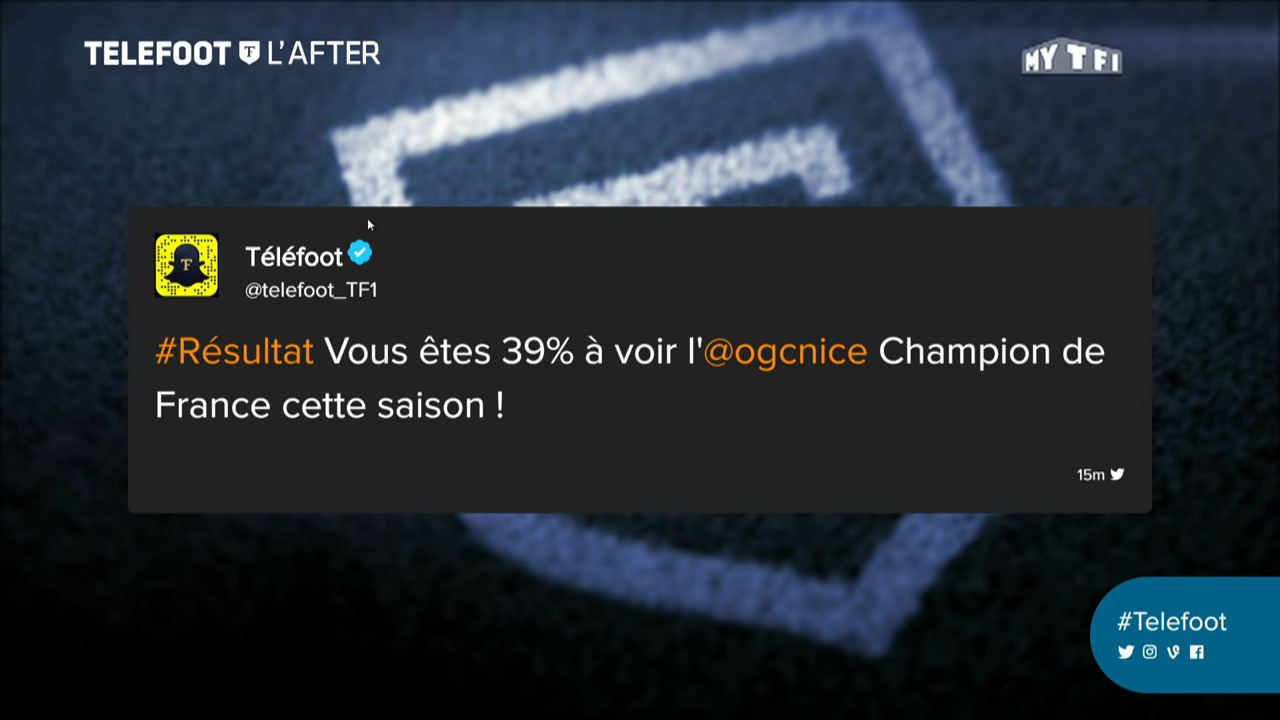 TELEFOOT T L'AFTER
MY TF1
T
Téléfoot
@telefoot_TF1
#Résultat Vous êtes 39% à voir l'@ogcnice Champion de
France cette saison !
15m
#Telefoot